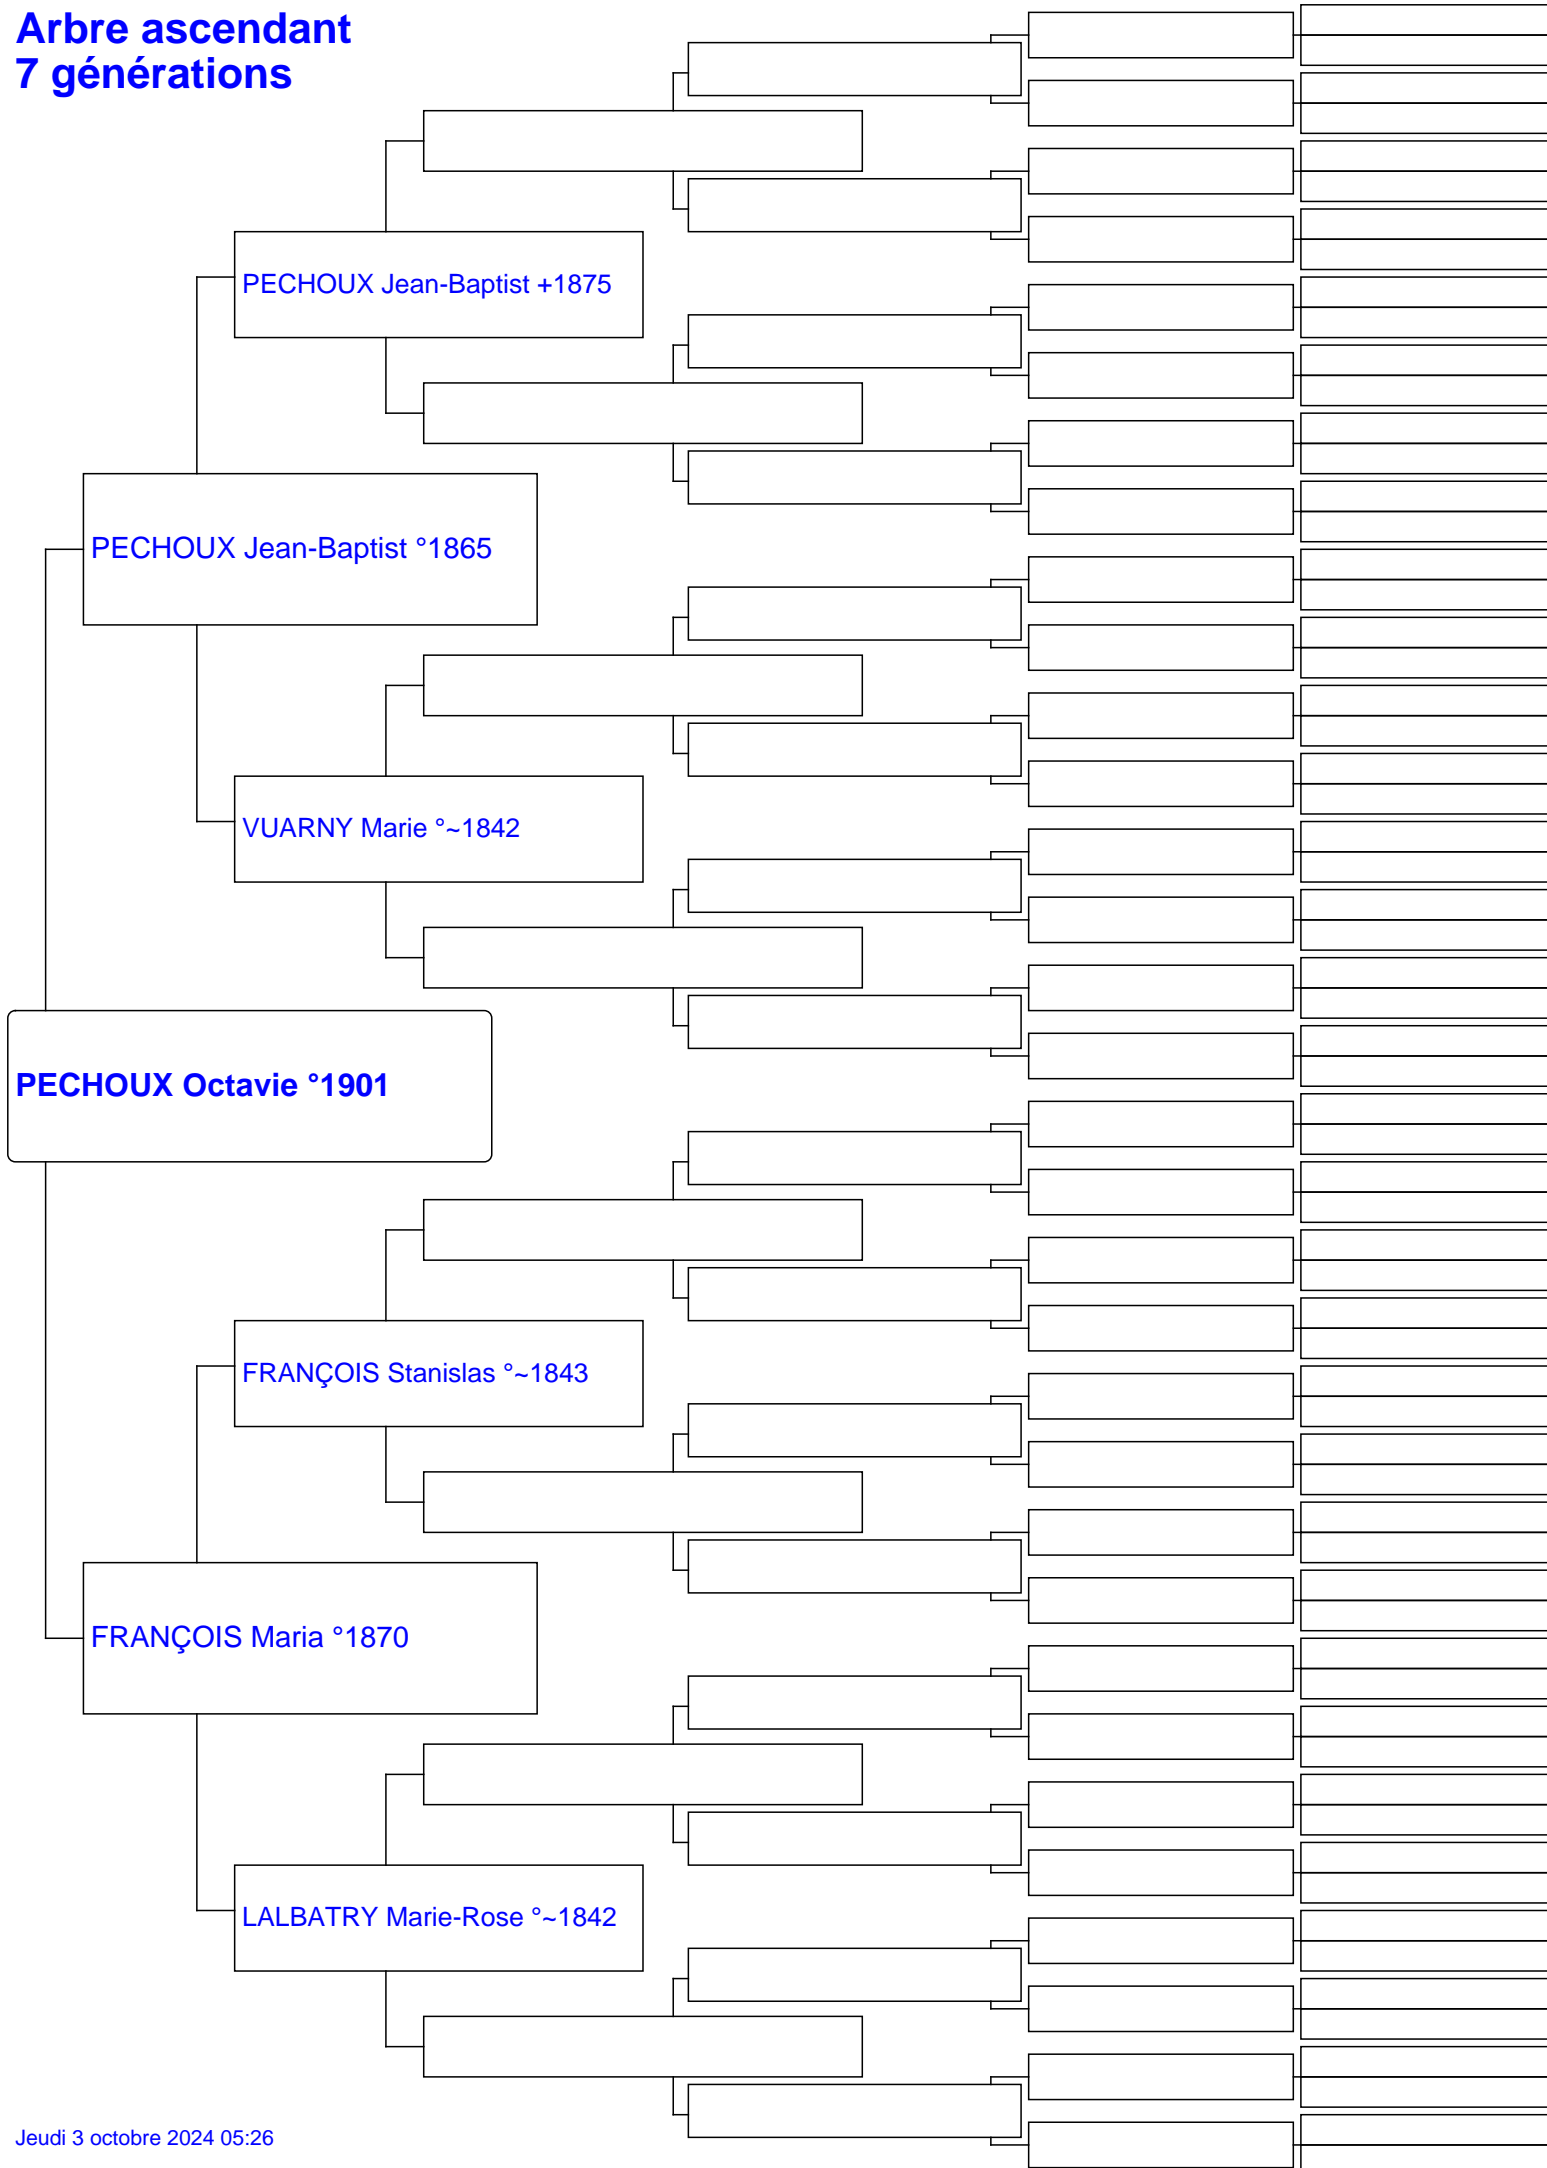 Arbre ascendant
7 générations
PECHOUX Jean-Baptist +1875
PECHOUX Jean-Baptist °1865
VUARNY Marie °~1842
PECHOUX Octavie °1901
FRANÇOIS Stanislas °~1843
FRANÇOIS Maria °1870
LALBATRY Marie-Rose °~1842
Jeudi 3 octobre 2024 05:26